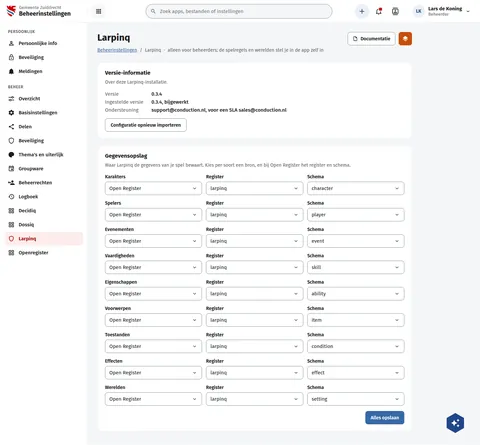 Gemeente Zuiddrecht
Beheerinstellingen
Zoek apps, bestanden of instellingen
LK
Lars de Koning
Beheerder
PERSOONLIJK
Persoonlijke info
Beveiliging
Meldingen
BEHEER
Overzicht
Basisinstellingen
Delen
Beveiliging
Thema's en uiterlijk
Groupware
Beheerrechten
Logboek
Decidiq
Dossiq
Larpinq
Openregister
Larpinq
Beheerinstellingen / Larpinq - alleen voor beheerders; de spelregels en werelden stel je in de app zelf in
Documentatie
Versie-informatie
Over deze Larpinq-installatie.
Versie 0.3.4
Ingestelde versie 0.3.4, bijgewerkt
Ondersteuning support@conduction.nl, voor een SLA sales@conduction.nl
Configuratie opnieuw importeren
Gegevensopslag
Waar Larpinq de gegevens van je spel bewaart. Kies per soort een bron, en bij Open Register het register en schema.
Karakters Register Schema
Open Register larpinq character
Spelers Register Schema
Open Register larpinq player
Evenementen Register Schema
Open Register larpinq event
Vaardigheden Register Schema
Open Register larpinq skill
Eigenschappen Register Schema
Open Register larpinq ability
Voorwerpen Register Schema
Open Register larpinq item
Toestanden Register Schema
Open Register larpinq condition
Effecten Register Schema
Open Register larpinq effect
Werelden Register Schema
Open Register larpinq setting
Alles opslaan